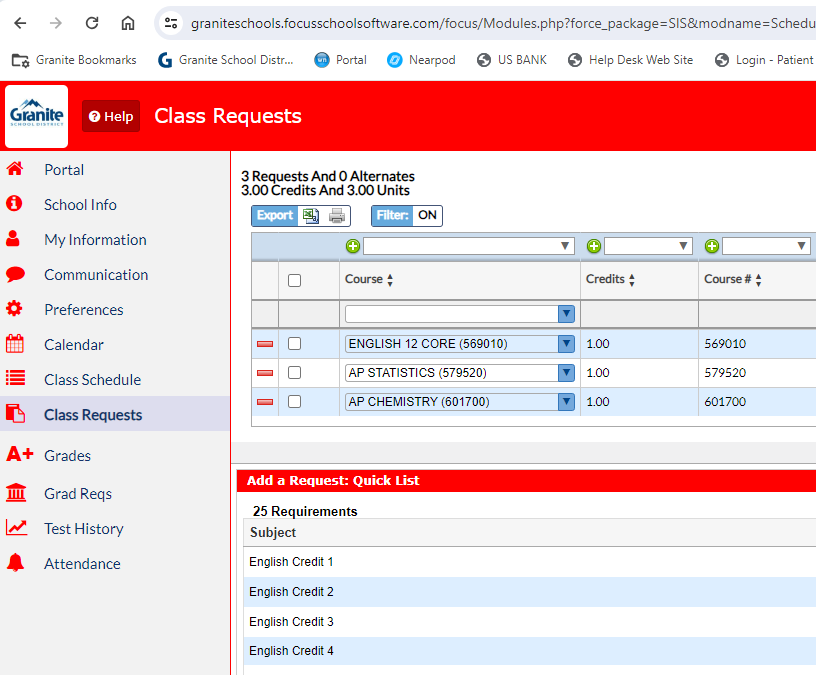 graniteschools.focusschoolsoftware.com/focus/Modules.php?force_package=SIS&modname=Schedu
Granite Bookmarks Granite School Distr... Portal Nearpod US BANK Help Desk Web Site Login - Patient
Granite
SCHOOL DISTRICT
? Help
Class Requests
Portal
School Info
My Information
Communication
Preferences
Calendar
Class Schedule
Class Requests
A+ Grades
Grad Reqs
Test History
Attendance
3 Requests And 0 Alternates
3.00 Credits And 3.00 Units
Export Filter: ON
Course Credits Course #
ENGLISH 12 CORE (569010) 1.00 569010
AP STATISTICS (579520) 1.00 579520
AP CHEMISTRY (601700) 1.00 601700
Add a Request: Quick List
25 Requirements
Subject
English Credit 1
English Credit 2
English Credit 3
English Credit 4